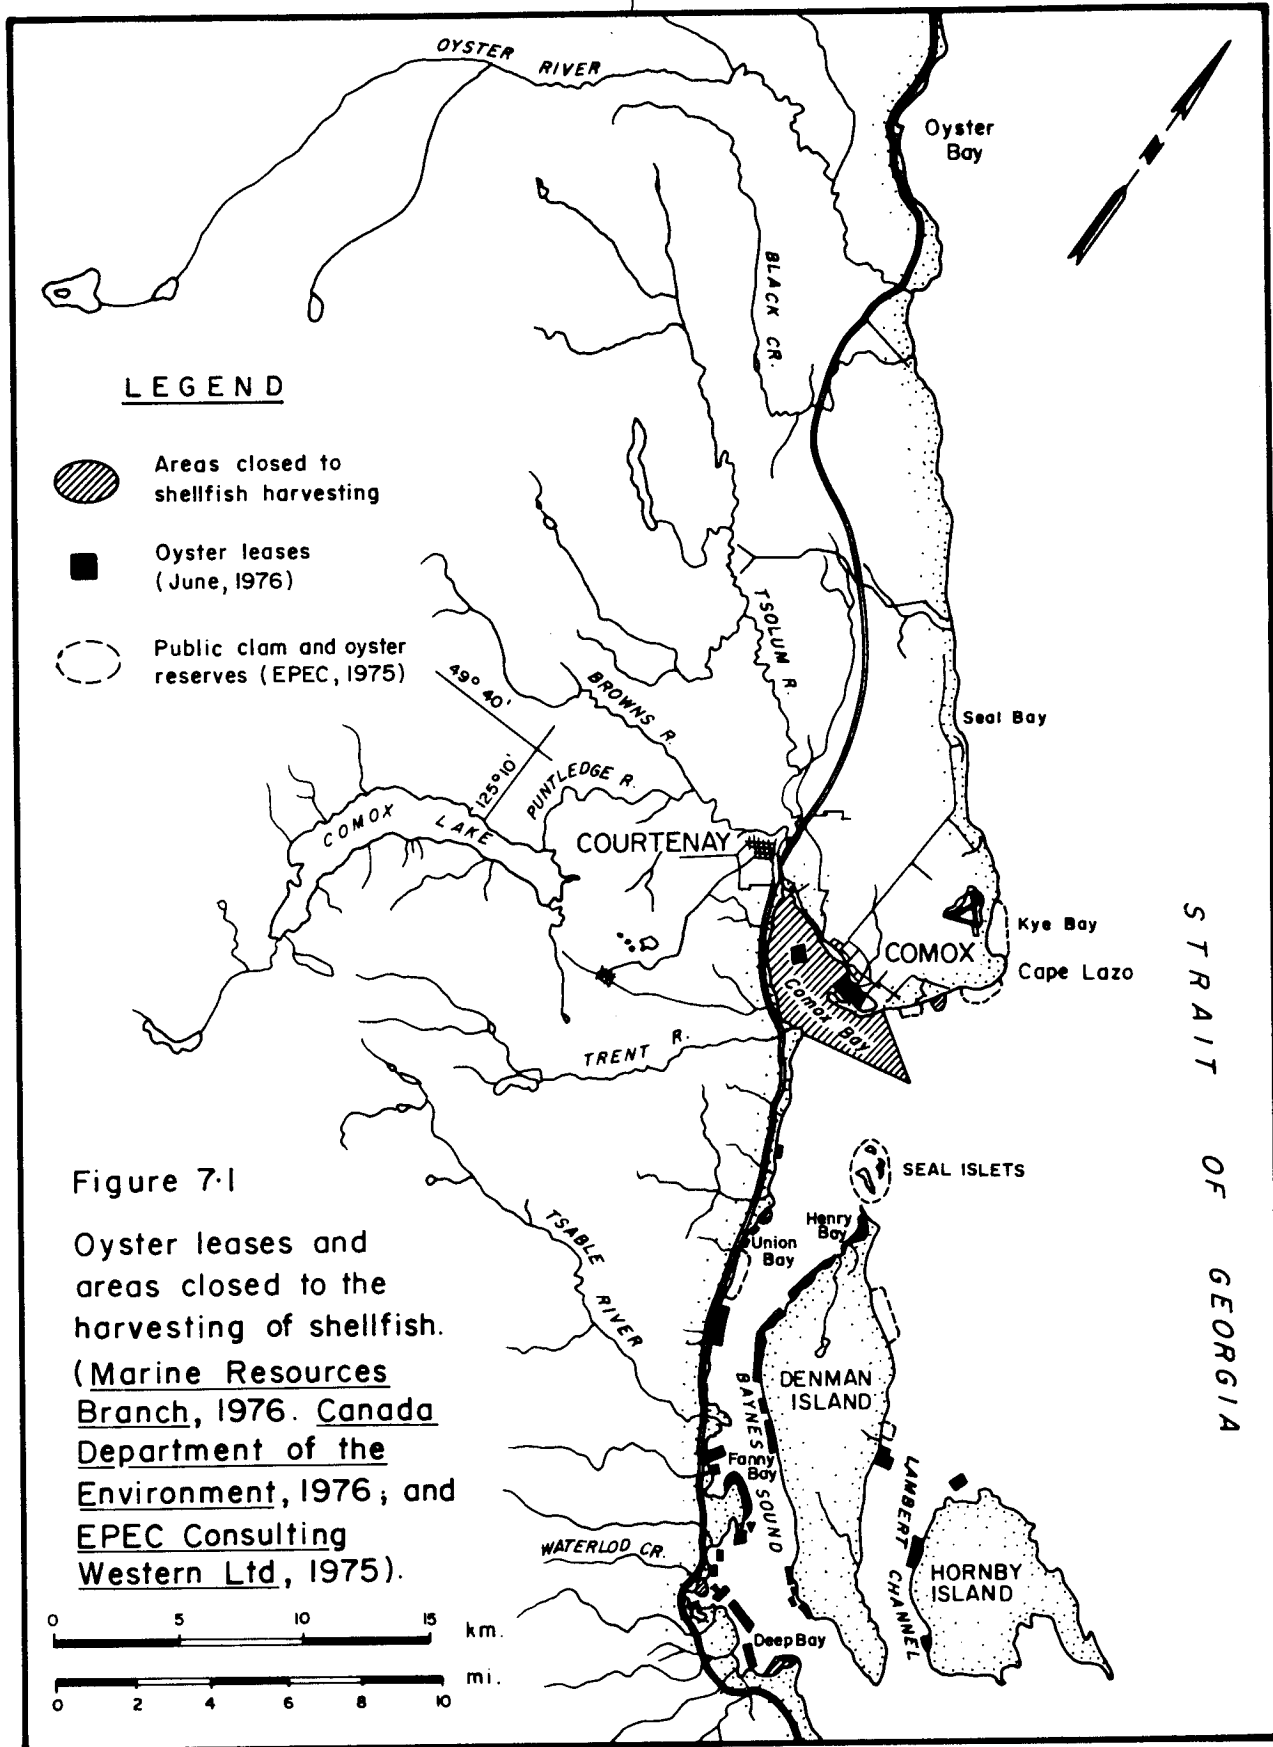 OYSTER RIVER
Oyster
Bay
BLACK CR.
LEGEND
Areas closed to
shellfish harvesting
Oyster leases
(June, 1976)
Public clam and oyster
reserves (EPEC, 1975)
49° 40'
125° 10'
TSOLUM R.
BROWNS R.
PUNTLEDGE R.
Seal Bay
COMOX LAKE
COURTENAY
COMOX
Kye Bay
Cape Lazo
Comox Bay
TRENT R.
STRAIT OF GEORGIA
SEAL ISLETS
Henry
Bay
Union
Bay
TSABLE RIVER
DENMAN
ISLAND
BAYNES SOUND
Fanny
Bay
LAMBERT CHANNEL
WATERLOD CR.
HORNBY
ISLAND
Deep Bay
Figure 7.1
Oyster leases and
areas closed to the
harvesting of shellfish.
(Marine Resources
Branch, 1976. Canada
Department of the
Environment, 1976; and
EPEC Consulting
Western Ltd, 1975).
0 5 10 15 km.
mi.
0 2 4 6 8 10